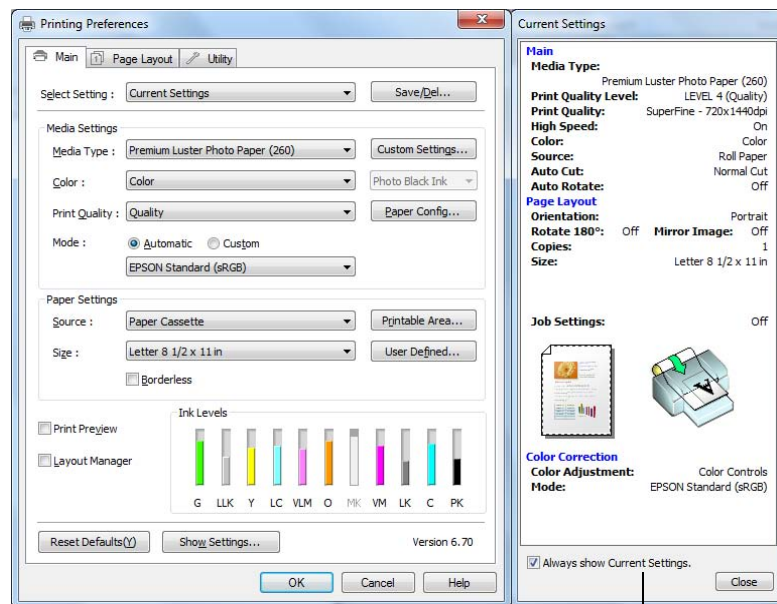 Printing Preferences
Main
Page Layout
Utility
Select Setting :
Current Settings
Save/Del...
Media Settings
Media Type :
Premium Luster Photo Paper (260)
Custom Settings...
Color :
Color
Photo Black Ink
Print Quality :
Quality
Paper Config...
Mode :
Automatic
Custom
EPSON Standard (sRGB)
Paper Settings
Source :
Paper Cassette
Printable Area...
Size :
Letter 8 1/2 x 11 in
User Defined...
Borderless
Print Preview
Layout Manager
Ink Levels
G LLK Y LC VLM O MK VM LK C PK
Reset Defaults(Y)
Show Settings...
Version 6.70
OK
Cancel
Help
Current Settings
Main
Media Type:
Premium Luster Photo Paper (260)
Print Quality Level: LEVEL 4 (Quality)
Print Quality: SuperFine - 720x1440dpi
High Speed: On
Color: Color
Source: Roll Paper
Auto Cut: Normal Cut
Auto Rotate: Off
Page Layout
Orientation: Portrait
Rotate 180°: Off Mirror Image: Off
Copies: 1
Size: Letter 8 1/2 x 11 in
Job Settings: Off
A
Color Correction
Color Adjustment: Color Controls
Mode: EPSON Standard (sRGB)
Always show Current Settings.
Close